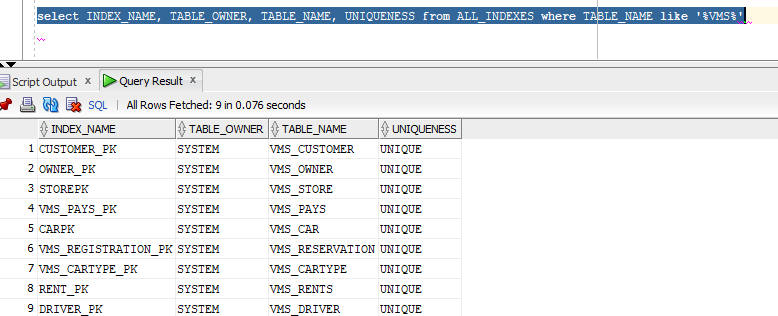 select INDEX_NAME, TABLE_OWNER, TABLE_NAME, UNIQUENESS from ALL_INDEXES where TABLE_NAME like '%VMS%'
Script Output x Query Result x
SQL | All Rows Fetched: 9 in 0.076 seconds
INDEX_NAME TABLE_OWNER TABLE_NAME UNIQUENESS
1 CUSTOMER_PK SYSTEM VMS_CUSTOMER UNIQUE
2 OWNER_PK SYSTEM VMS_OWNER UNIQUE
3 STOREPK SYSTEM VMS_STORE UNIQUE
4 VMS_PAYS_PK SYSTEM VMS_PAYS UNIQUE
5 CARPK SYSTEM VMS_CAR UNIQUE
6 VMS_REGISTRATION_PK SYSTEM VMS_RESERVATION UNIQUE
7 VMS_CARTYPE_PK SYSTEM VMS_CARTYPE UNIQUE
8 RENT_PK SYSTEM VMS_RENTS UNIQUE
9 DRIVER_PK SYSTEM VMS_DRIVER UNIQUE